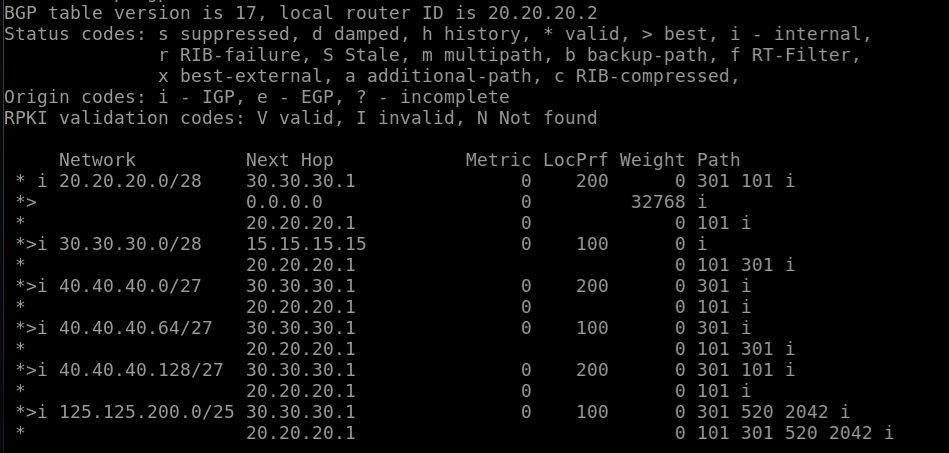 BGP table version is 17, local router ID is 20.20.20.2
Status codes: s suppressed, d damped, h history, * valid, > best, i - internal,
              r RIB-failure, S Stale, m multipath, b backup-path, f RT-Filter,
              x best-external, a additional-path, c RIB-compressed,
Origin codes: i - IGP, e - EGP, ? - incomplete
RPKI validation codes: V valid, I invalid, N Not found

     Network          Next Hop            Metric LocPrf Weight Path
 * i 20.20.20.0/28    30.30.30.1               0    200      0 301 101 i
 *>                   0.0.0.0                  0         32768 i
 *                    20.20.20.1               0             0 101 i
 *>i 30.30.30.0/28    15.15.15.15              0    100      0 i
 *                    20.20.20.1                             0 101 301 i
 *>i 40.40.40.0/27    30.30.30.1               0    200      0 301 i
 *                    20.20.20.1               0             0 101 i
 *>i 40.40.40.64/27   30.30.30.1               0    100      0 301 i
 *                    20.20.20.1                             0 101 301 i
 *>i 40.40.40.128/27  30.30.30.1               0    200      0 301 101 i
 *                    20.20.20.1               0             0 101 i
 *>i 125.125.200.0/25 30.30.30.1               0    100      0 301 520 2042 i
 *                    20.20.20.1                             0 101 301 520 2042 i